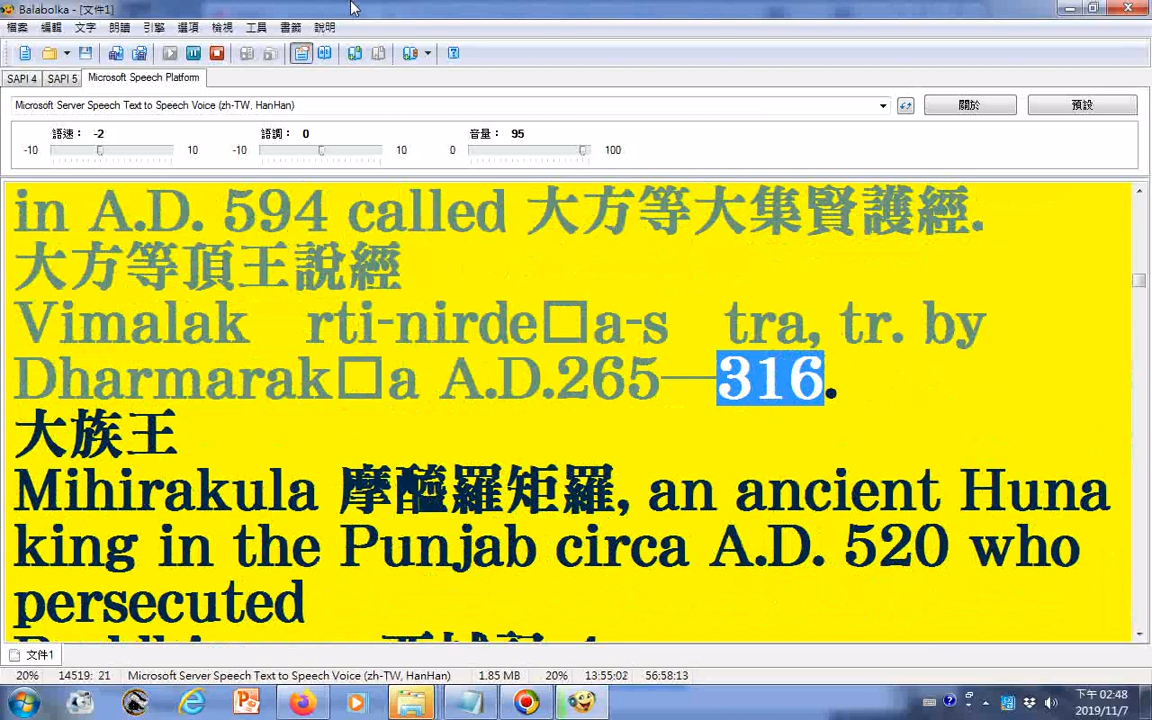 Balabolka - [文件1]
檔案 編輯 文字 朗讀 引擎 選項 檢視 工具 書籤 說明
SAPI 4 SAPI 5 Microsoft Speech Platform
Microsoft Server Speech Text to Speech Voice (zh-TW, HanHan) 關於 預設
語速： -2 語調： 0 音量： 95
-10 10 -10 10 0 100
in A.D. 594 called 大方等大集賢護經.
大方等頂王說經
Vimalak rti-nirde□a-s tra, tr. by
Dharmarak□a A.D.265—316.
大族王
Mihirakula 摩醯羅矩羅, an ancient Huna
king in the Punjab circa A.D. 520 who
persecuted
文件1
20% 14519: 21 Microsoft Server Speech Text to Speech Voice (zh-TW, HanHan) 1.85 MB 20% 13:55:02 56:58:13
下午 02:48
2019/11/7